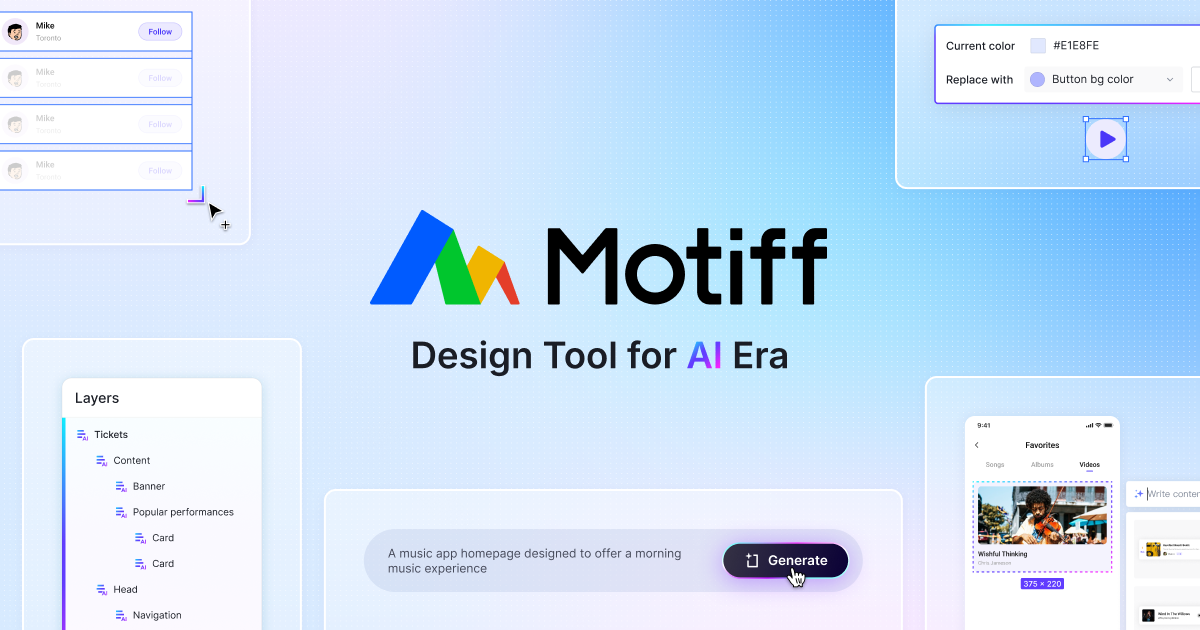 Mike
Toronto
Follow
Mike
Toronto
Follow
Mike
Toronto
Follow
Mike
Toronto
Follow
Current color
#E1E8FE
Replace with
Button bg color
Motiff
Design Tool for AI Era
Layers
Tickets
Content
Banner
Popular performances
Card
Card
Head
Navigation
A music app homepage designed to offer a morning
music experience
Generate
9:41
Favorites
Songs
Albums
Videos
Wishful Thinking
Chris Jameson
375 × 220
Write conten